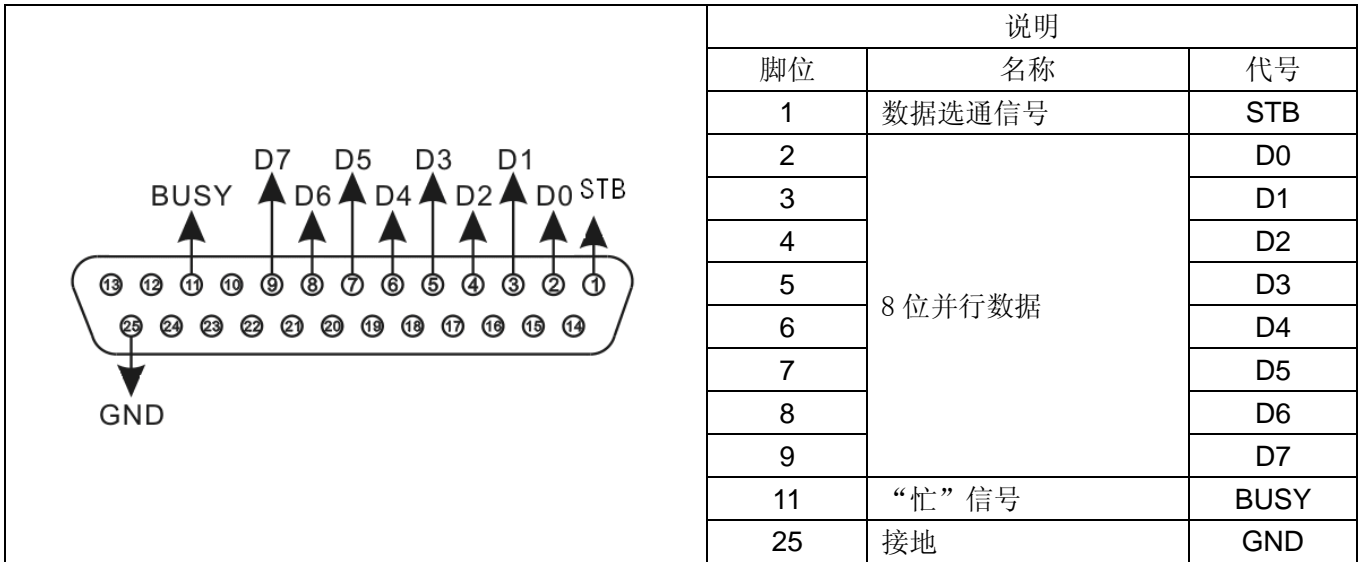 D7 D5 D3 D1
BUSY D6 D4 D2 D0 STB
13 12 11 10 9 8 7 6 5 4 3 2 1
25 24 23 22 21 20 19 18 17 16 15 14
GND
说明
脚位 名称 代号
1 数据选通信号 STB
2 D0
3 D1
4 D2
5 D3
8 位并行数据
6 D4
7 D5
8 D6
9 D7
11 “忙”信号 BUSY
25 接地 GND